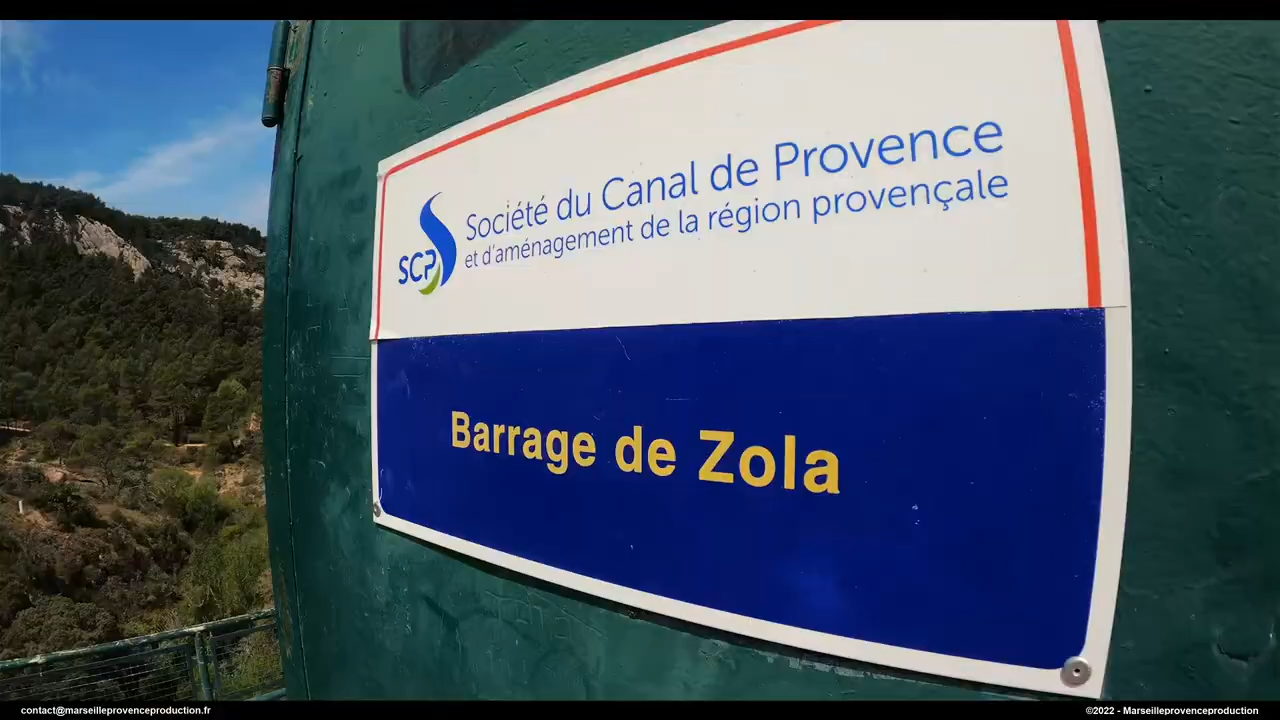 SCP
Société du Canal de Provence
et d'aménagement de la région provençale
Barrage de Zola
contact@marseilleprovenceproduction.fr
©2022 - Marseilleprovenceproduction